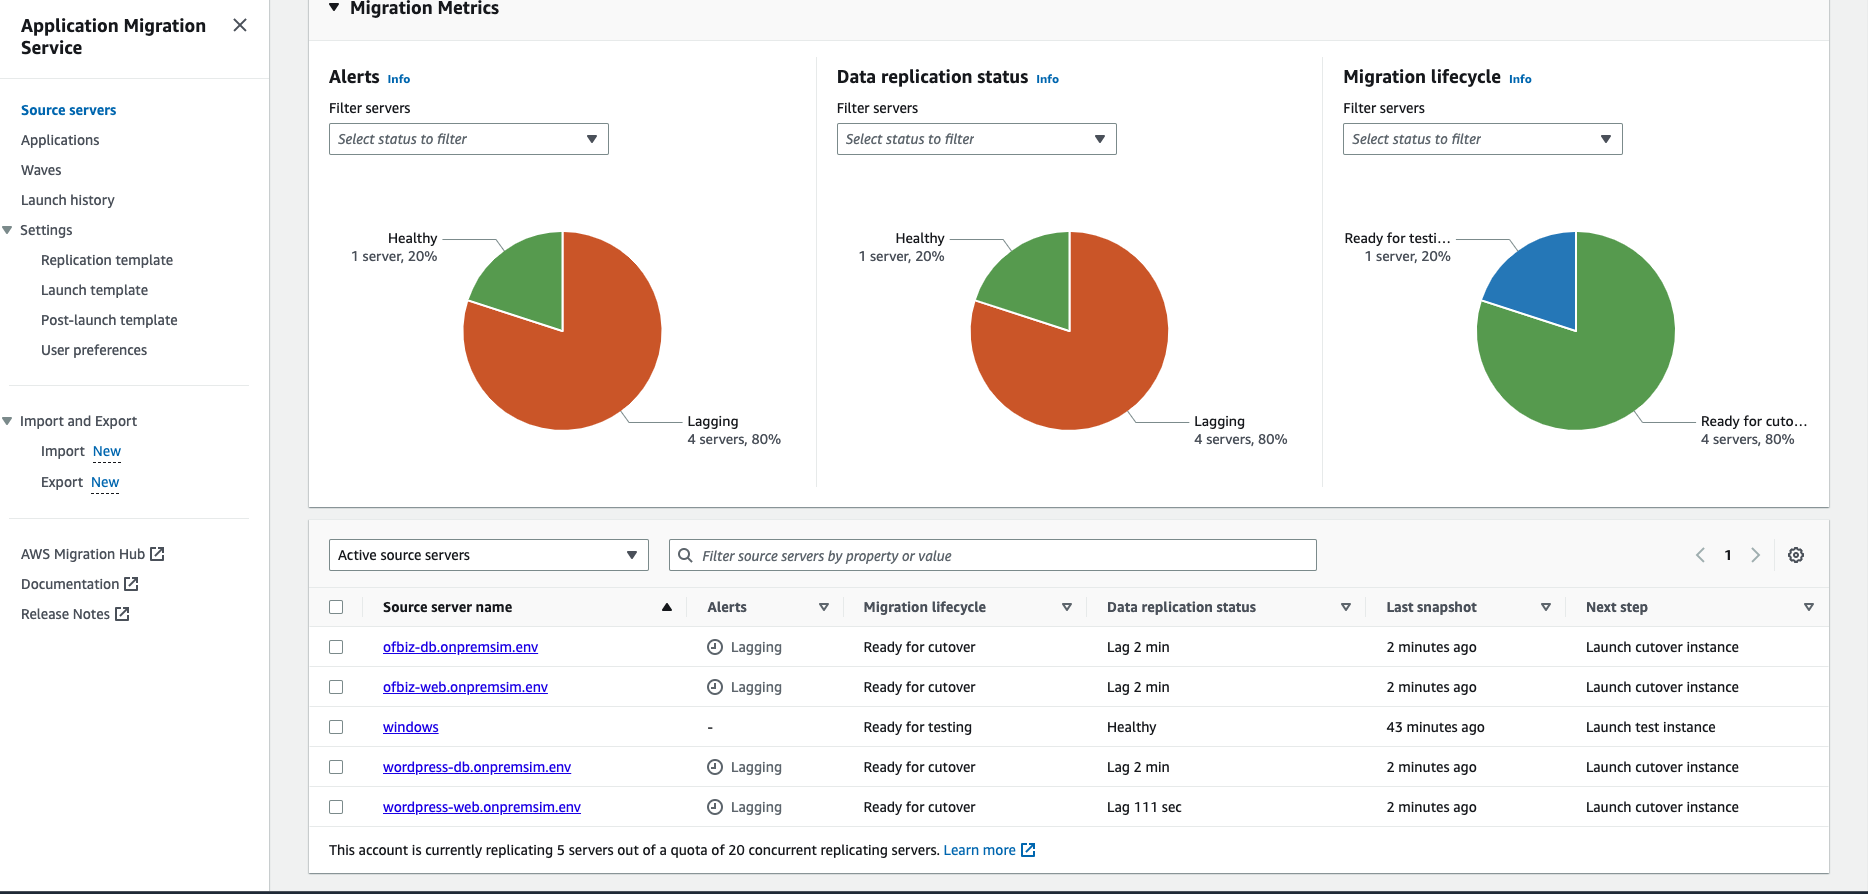 Application Migration
Service
Source servers
Applications
Waves
Launch history
Settings
Replication template
Launch template
Post-launch template
User preferences
Import and Export
Import New
Export New
AWS Migration Hub
Documentation
Release Notes
Migration Metrics
Alerts Info
Filter servers
Select status to filter
Healthy
1 server, 20%
Lagging
4 servers, 80%
Data replication status Info
Filter servers
Select status to filter
Healthy
1 server, 20%
Lagging
4 servers, 80%
Migration lifecycle Info
Filter servers
Select status to filter
Ready for testi...
1 server, 20%
Ready for cuto...
4 servers, 80%
Active source servers Filter source servers by property or value 1
Source server name Alerts Migration lifecycle Data replication status Last snapshot Next step
ofbiz-db.onpremsim.env Lagging Ready for cutover Lag 2 min 2 minutes ago Launch cutover instance
ofbiz-web.onpremsim.env Lagging Ready for cutover Lag 2 min 2 minutes ago Launch cutover instance
windows - Ready for testing Healthy 43 minutes ago Launch test instance
wordpress-db.onpremsim.env Lagging Ready for cutover Lag 2 min 2 minutes ago Launch cutover instance
wordpress-web.onpremsim.env Lagging Ready for cutover Lag 111 sec 2 minutes ago Launch cutover instance
This account is currently replicating 5 servers out of a quota of 20 concurrent replicating servers. Learn more